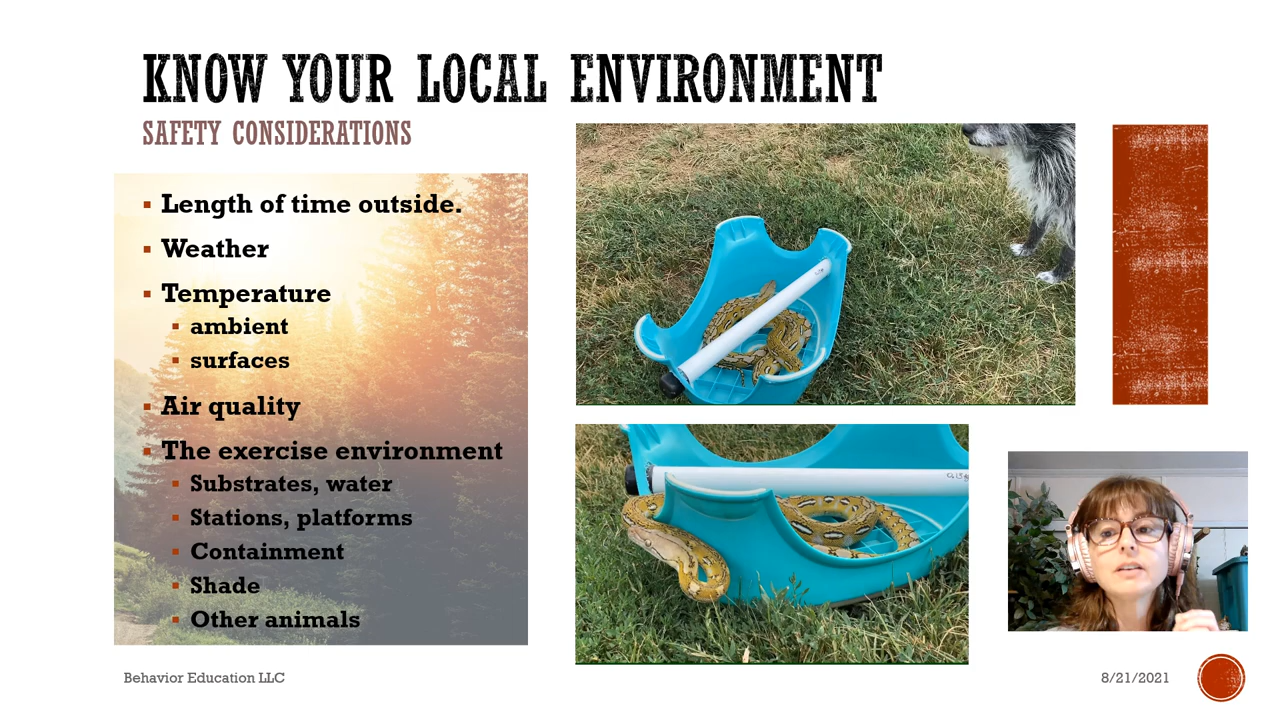 KNOW YOUR LOCAL ENVIRONMENT
SAFETY CONSIDERATIONS
Length of time outside.
Weather
Temperature
ambient
surfaces
Air quality
The exercise environment
Substrates, water
Stations, platforms
Containment
Shade
Other animals
Behavior Education LLC
8/21/2021